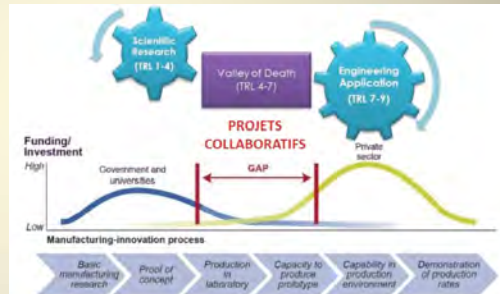 Scientific
Research
(TRL 1-4)
Valley of Death
(TRL 4-7)
Engineering
Application
(TRL 7-9)
PROJETS
COLLABORATIFS
Funding/
Investment
High
Low
Government and
universities
GAP
Private
sector
Manufacturing-innovation process
Basic
manufacturing
research
Proof of
concept
Production
in
laboratory
Capacity to
produce
prototype
Capability in
production
environment
Demonstration
of production
rates